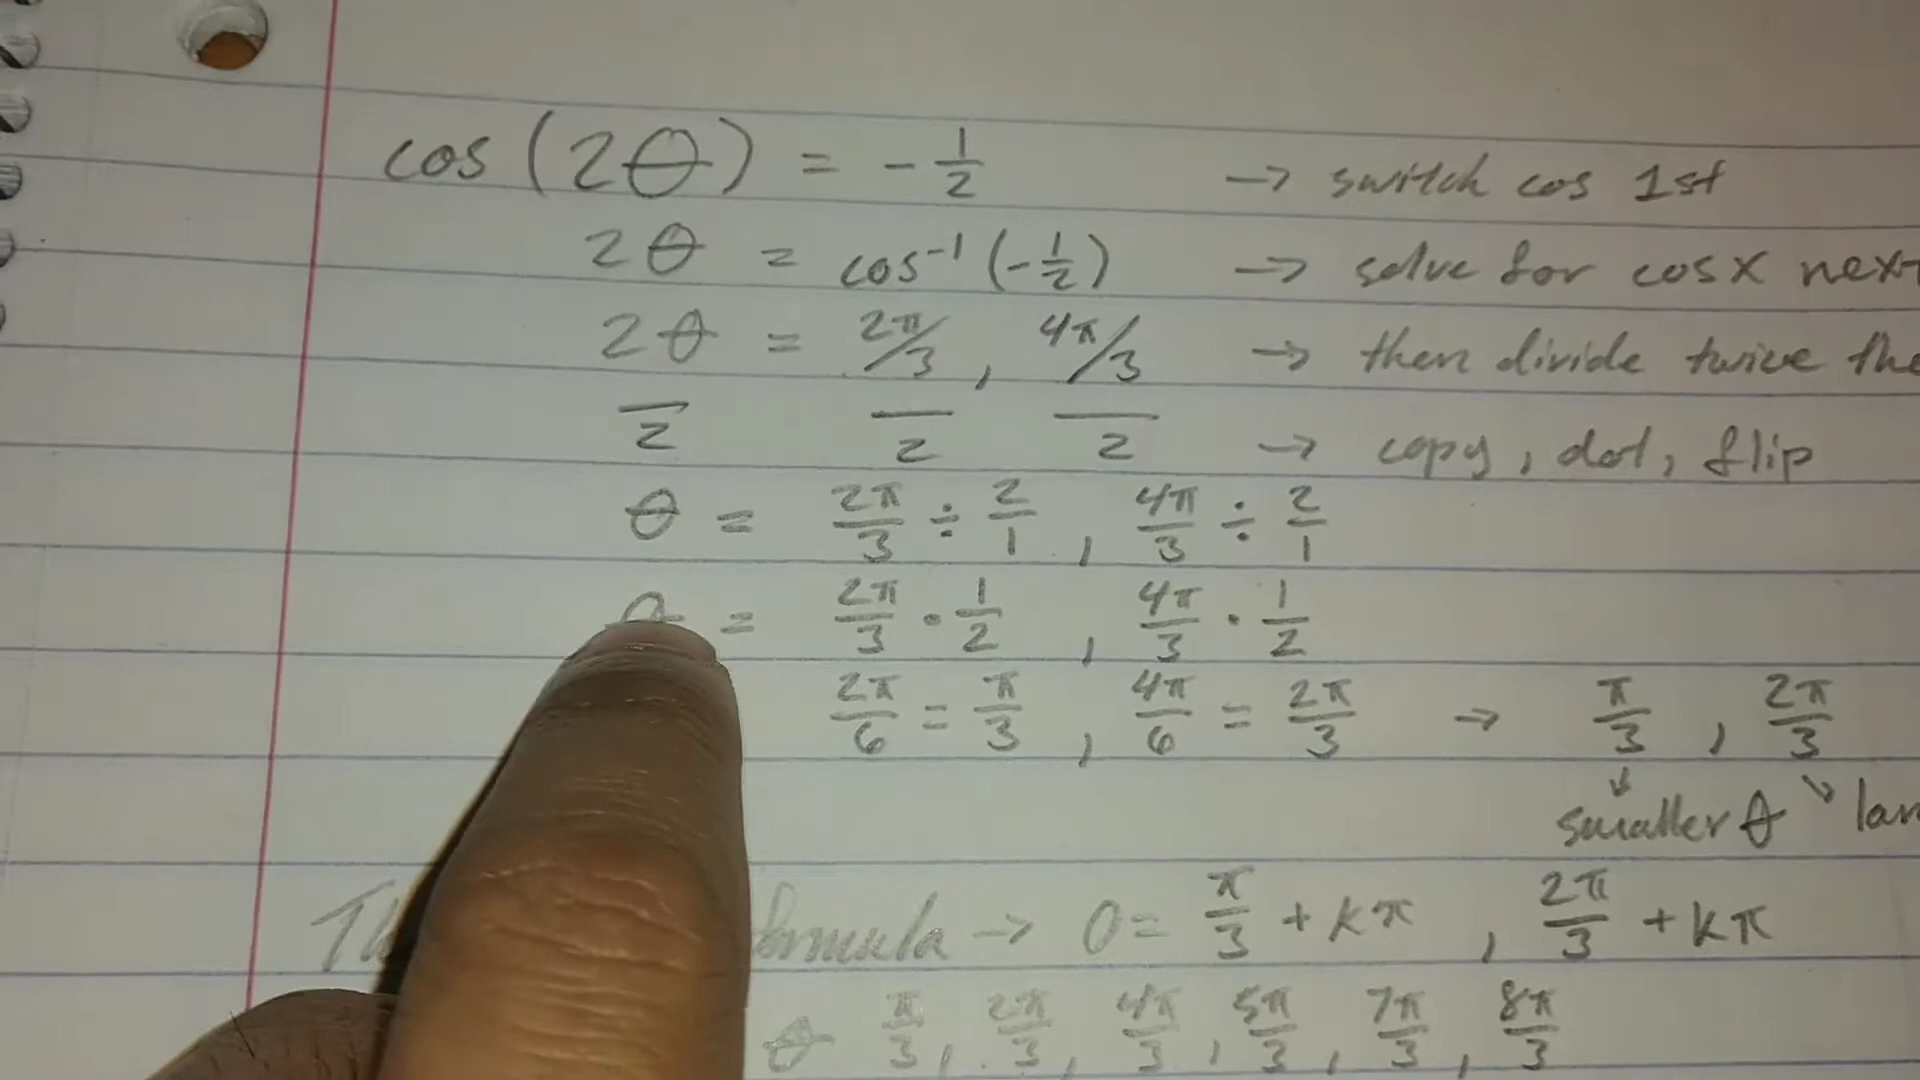 cos(2θ) = -1/2 → switch cos 1st
2θ = cos⁻¹(-1/2) → solve for cosx next
2θ = 2π/3, 4π/3 → then divide twice the
/2 /2 /2 → copy, dot, flip
θ = 2π/3 ÷ 2/1, 4π/3 ÷ 2/1
θ = 2π/3 · 1/2, 4π/3 · 1/2
2π/6 = π/3, 4π/6 = 2π/3 → π/3, 2π/3
↓ ↘
smaller θ
formula → θ = π/3 + kπ, 2π/3 + kπ
θ π/3, 2π/3, 4π/3, 5π/3, 7π/3, 8π/3